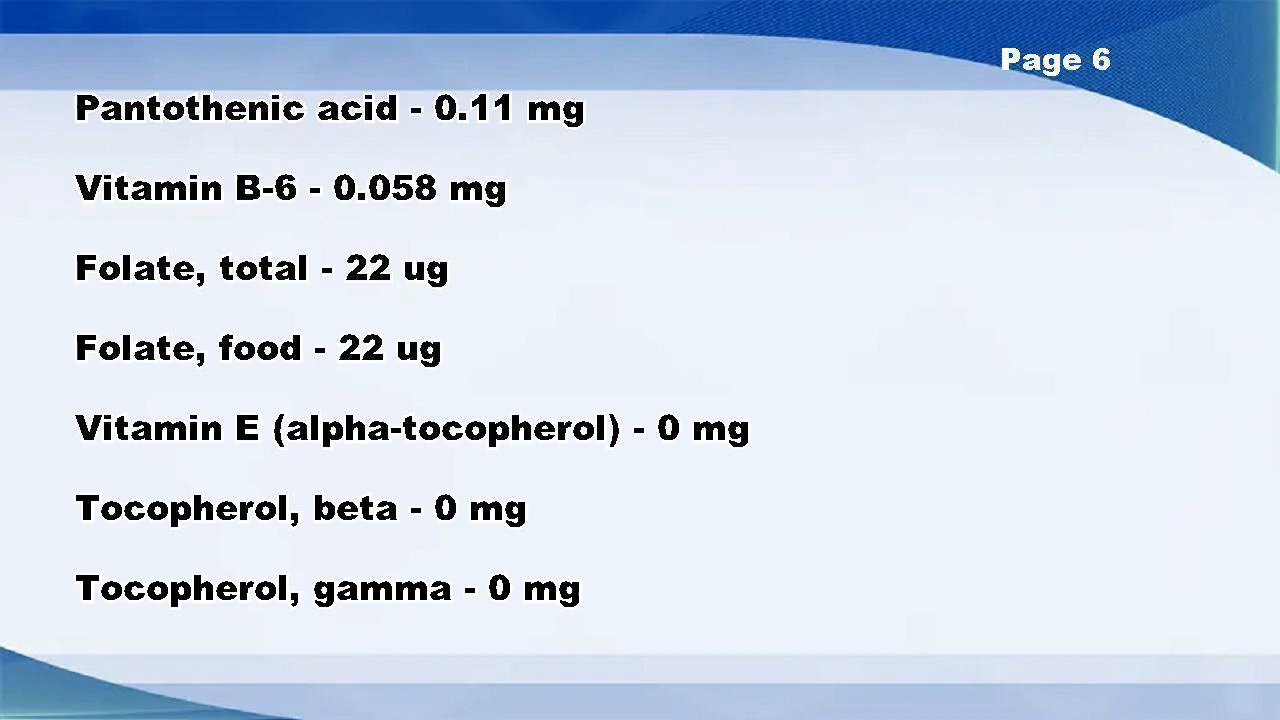 Page 6
Pantothenic acid - 0.11 mg
Vitamin B-6 - 0.058 mg
Folate, total - 22 ug
Folate, food - 22 ug
Vitamin E (alpha-tocopherol) - 0 mg
Tocopherol, beta - 0 mg
Tocopherol, gamma - 0 mg